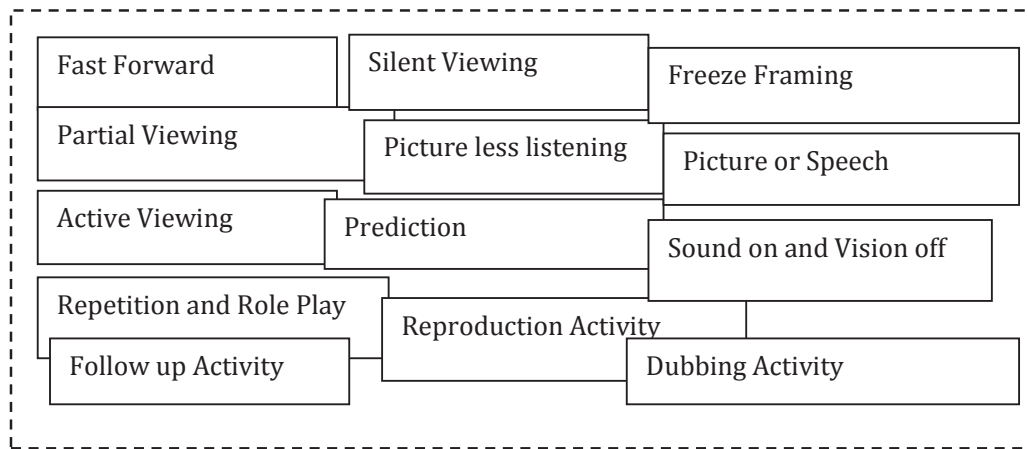 Fast Forward
Silent Viewing
Freeze Framing
Partial Viewing
Picture less listening
Picture or Speech
Active Viewing
Prediction
Sound on and Vision off
Repetition and Role Play
Reproduction Activity
Follow up Activity
Dubbing Activity